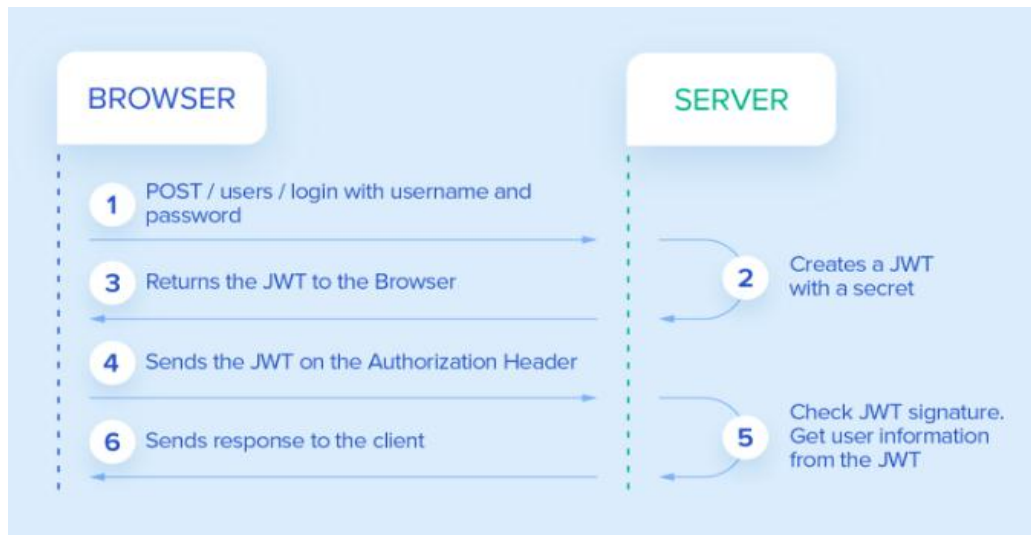 BROWSER
SERVER
1
POST / users / login with username and
password
2
Creates a JWT
with a secret
3
Returns the JWT to the Browser
4
Sends the JWT on the Authorization Header
5
Check JWT signature.
Get user information
from the JWT
6
Sends response to the client